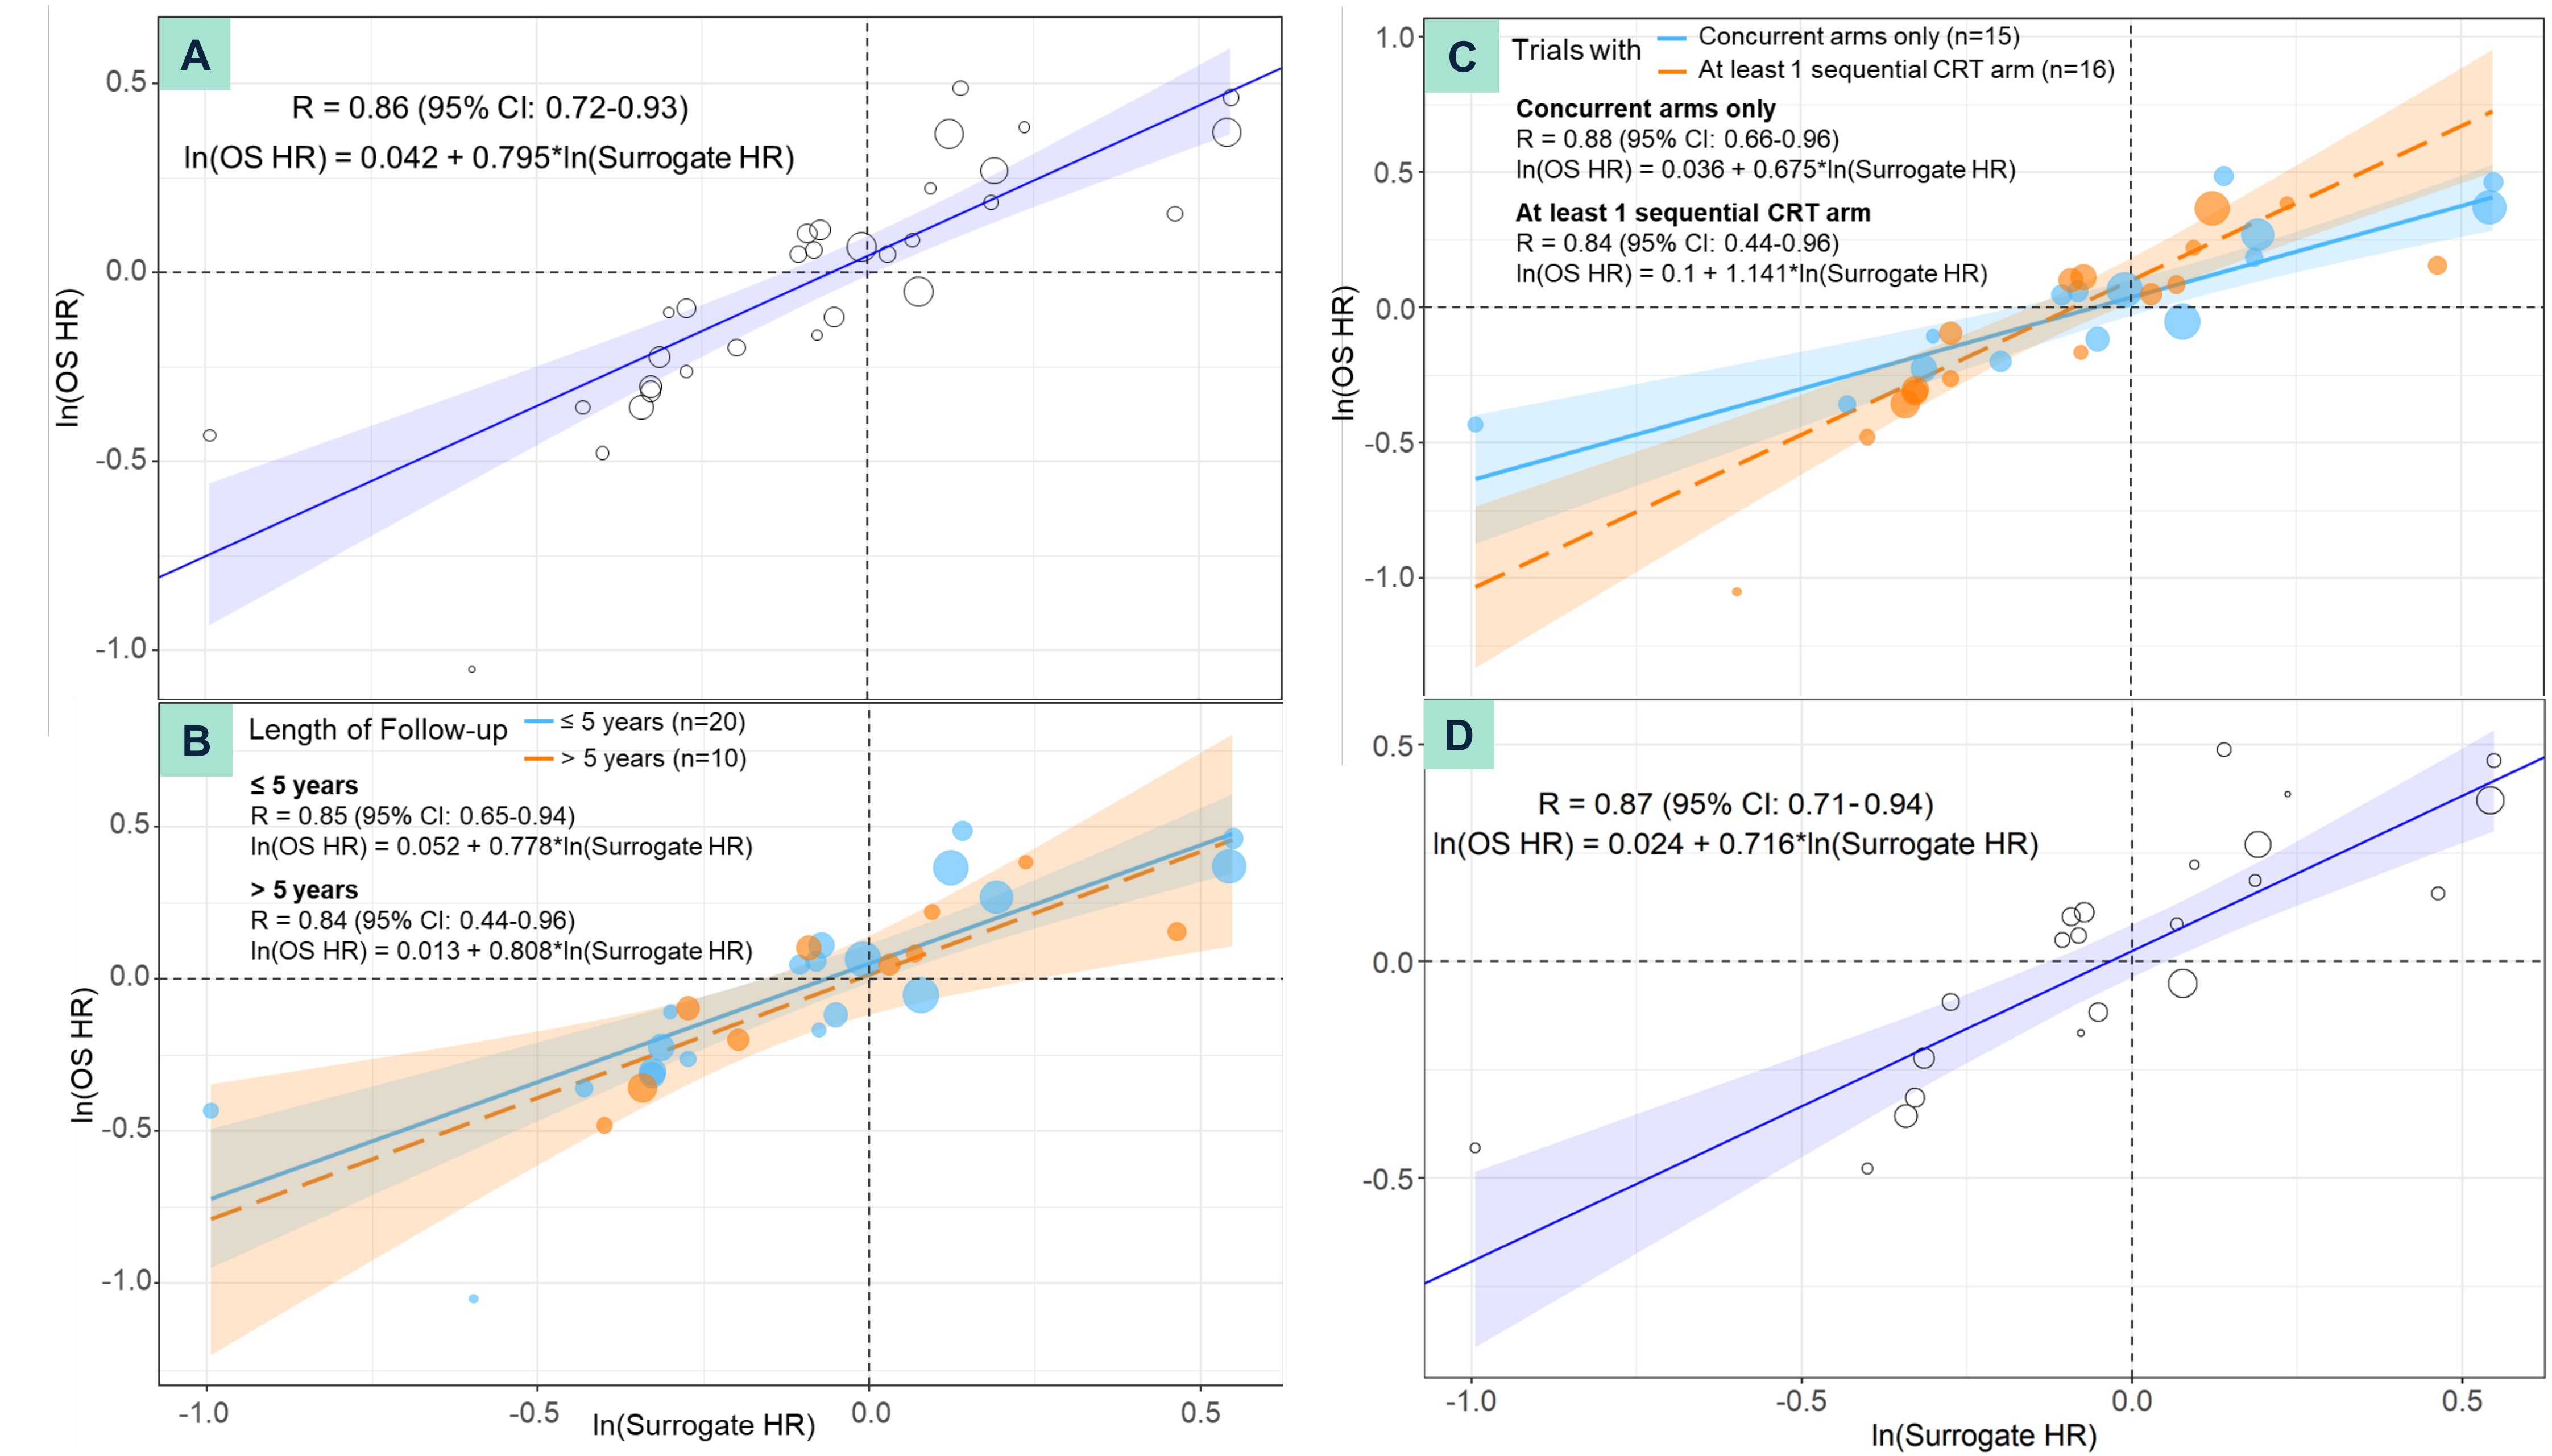 A
R = 0.86 (95% CI: 0.72-0.93)
ln(OS HR) = 0.042 + 0.795*ln(Surrogate HR)
0.5
0.0
-0.5
-1.0
ln(OS HR)
B
Length of Follow-up
≤ 5 years (n=20)
> 5 years (n=10)
≤ 5 years
R = 0.85 (95% CI: 0.65-0.94)
ln(OS HR) = 0.052 + 0.778*ln(Surrogate HR)
> 5 years
R = 0.84 (95% CI: 0.44-0.96)
ln(OS HR) = 0.013 + 0.808*ln(Surrogate HR)
0.5
0.0
-0.5
-1.0
ln(OS HR)
-1.0
-0.5
0.0
0.5
ln(Surrogate HR)
C
Trials with
Concurrent arms only (n=15)
At least 1 sequential CRT arm (n=16)
Concurrent arms only
R = 0.88 (95% CI: 0.66-0.96)
ln(OS HR) = 0.036 + 0.675*ln(Surrogate HR)
At least 1 sequential CRT arm
R = 0.84 (95% CI: 0.44-0.96)
ln(OS HR) = 0.1 + 1.141*ln(Surrogate HR)
1.0
0.5
0.0
-0.5
-1.0
ln(OS HR)
D
R = 0.87 (95% CI: 0.71-0.94)
ln(OS HR) = 0.024 + 0.716*ln(Surrogate HR)
0.5
0.0
-0.5
-1.0
-0.5
0.0
0.5
ln(Surrogate HR)